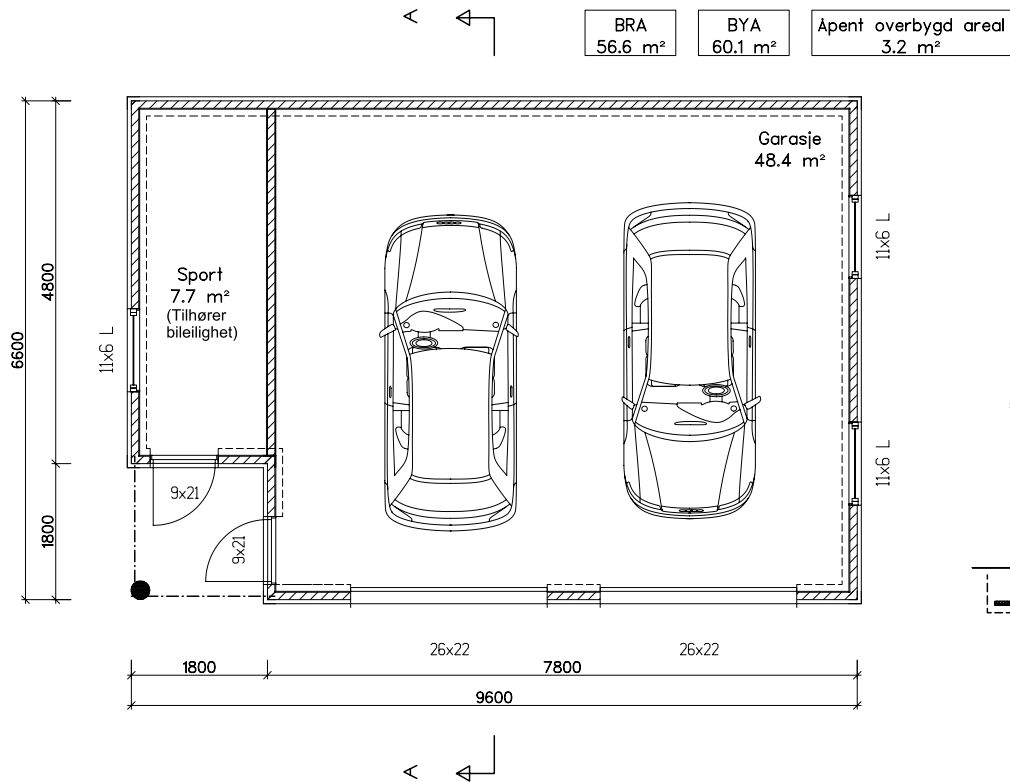 A
BRA
56.6 m²
BYA
60.1 m²
Åpent overbygd areal
3.2 m²
Garasje
48.4 m²
11x6 L
4800
Sport
7.7 m²
(Tilhører
bileilighet)
6600
11x6 L
11x6 L
9x21
9x21
1800
26x22
26x22
1800
7800
9600
A